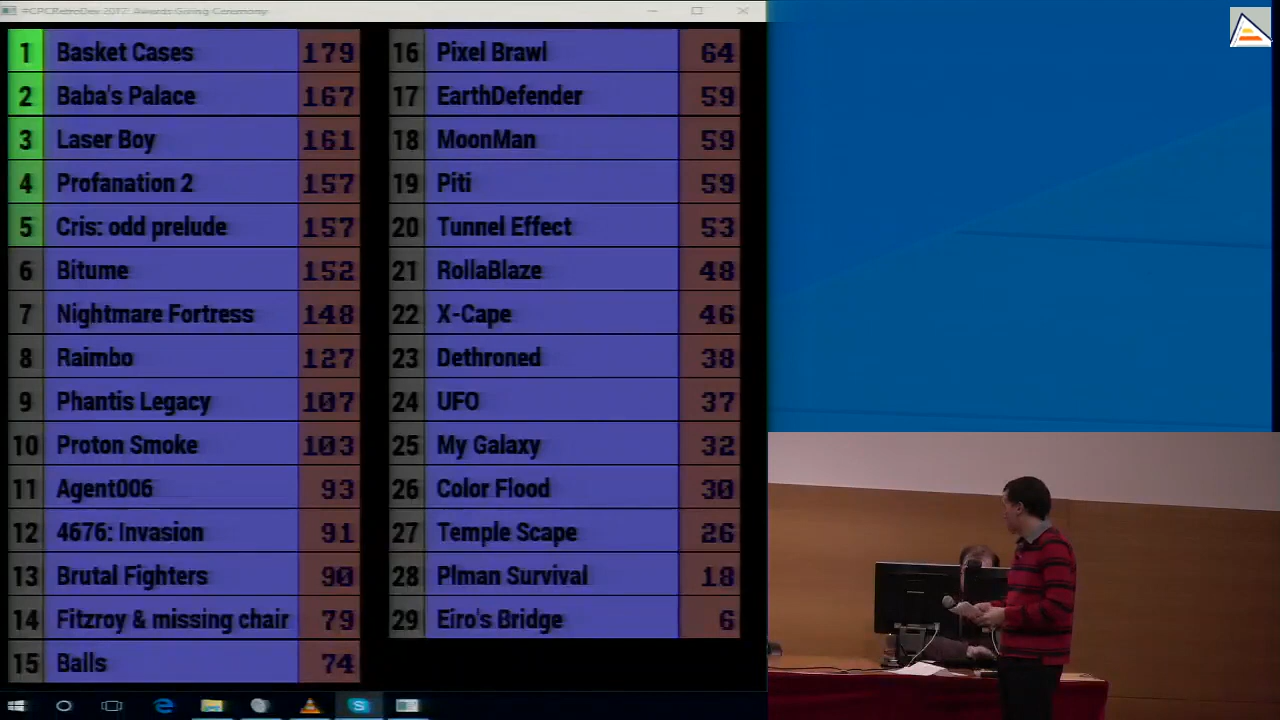 #CPCRetroDev 2017: Awards Giving Ceremony
1 Basket Cases 179
2 Baba's Palace 167
3 Laser Boy 161
4 Profanation 2 157
5 Cris: odd prelude 157
6 Bitume 152
7 Nightmare Fortress 148
8 Raimbo 127
9 Phantis Legacy 107
10 Proton Smoke 103
11 Agent006 93
12 4676: Invasion 91
13 Brutal Fighters 90
14 Fitzroy & missing chair 79
15 Balls 74
16 Pixel Brawl 64
17 EarthDefender 59
18 MoonMan 59
19 Piti 59
20 Tunnel Effect 53
21 RollaBlaze 48
22 X-Cape 46
23 Dethroned 38
24 UFO 37
25 My Galaxy 32
26 Color Flood 30
27 Temple Scape 26
28 Plman Survival 18
29 Eiro's Bridge 6